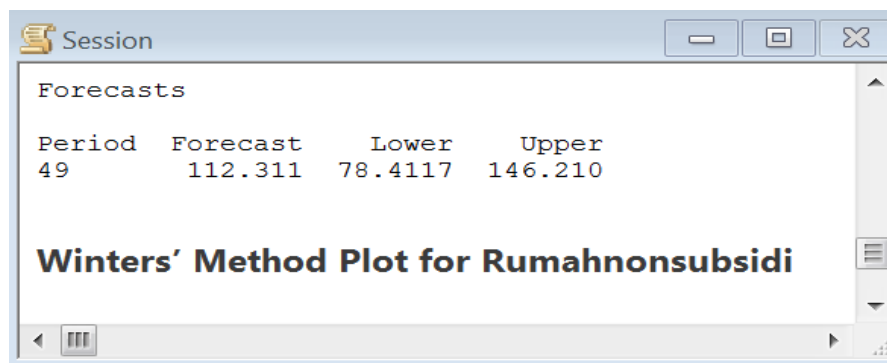 Session
Forecasts
Period Forecast Lower Upper
49 112.311 78.4117 146.210
Winters’ Method Plot for Rumahnonsubsidi